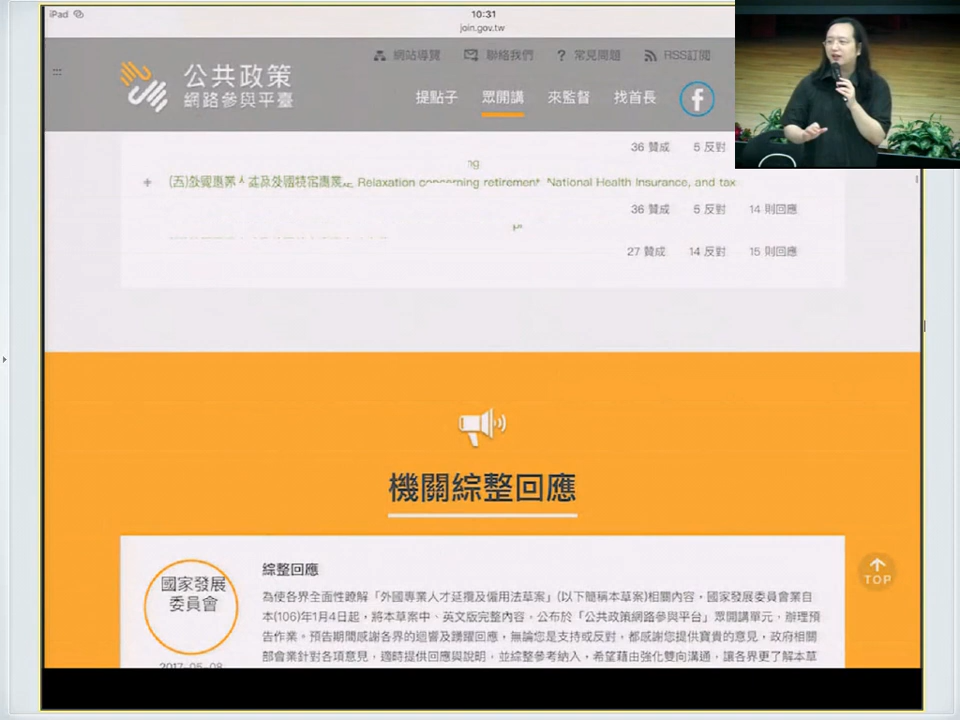 iPad
10:31
join.gov.tw
網站導覽 聯絡我們 ? 常見問題 RSS訂閱
公共政策
網路參與平臺
提點子 眾開講 來監督 找首長 f
36 贊成 5 反對
+ Relaxation concerning retirement, National Health Insurance, and tax
36 贊成 5 反對 14 則回應
27 贊成 14 反對 15 則回應
機關綜整回應
國家發展
委員會
2017-05-08
綜整回應
為使各界全面性瞭解「外國專業人才延攬及僱用法草案」(以下簡稱本草案)相關內容，國家發展委員會業自
本(106)年1月4日起，將本草案中、英文版完整內容，公布於「公共政策網路參與平台」眾開講單元，辦理預
告作業。預告期間感謝各界的迴響及踴躍回應，無論您是支持或反對，都感謝您提供寶貴的意見，政府相關
部會業針對各項意見，適時提供回應與說明，並綜整參考納入，希望藉由強化雙向溝通，讓各界更了解本草
TOP